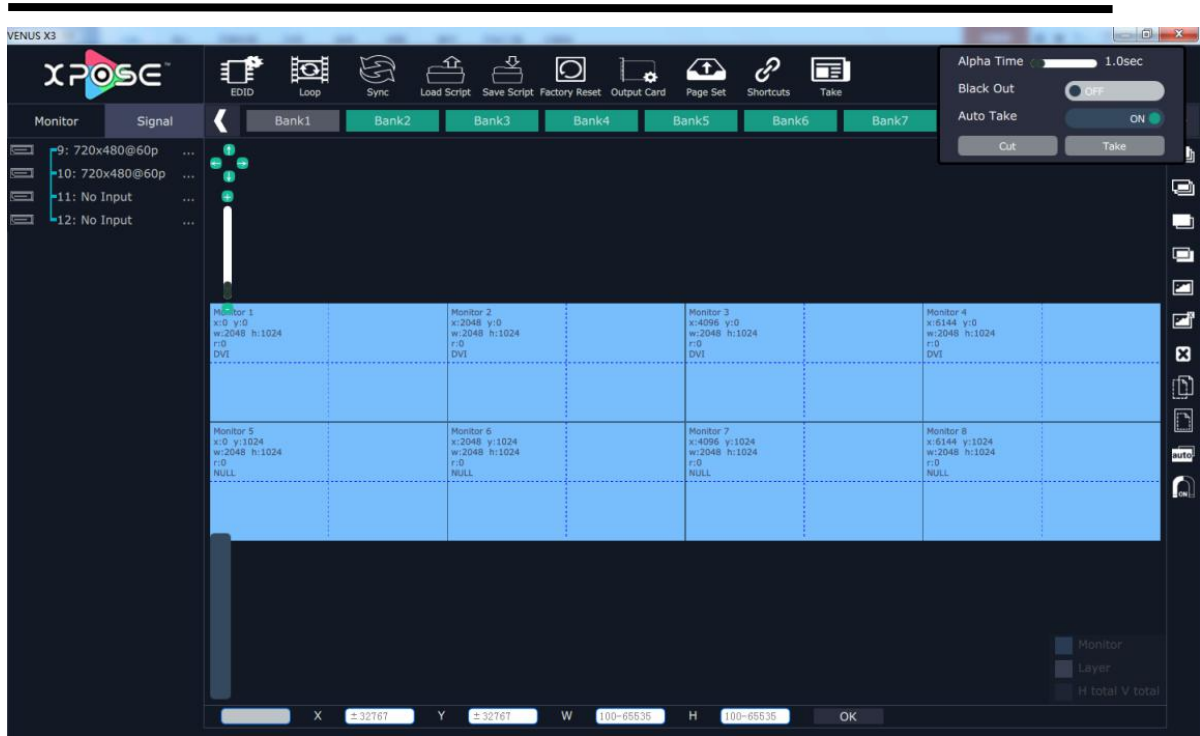 VENUS X3
XPOSE™
EDID Loop Sync Load Script Save Script Factory Reset Output Card Page Set Shortcuts Take
Alpha Time 1.0sec
Black Out OFF
Auto Take ON
Cut Take
Monitor Signal
Bank1 Bank2 Bank3 Bank4 Bank5 Bank6 Bank7
9: 720x480@60p ...
10: 720x480@60p ...
11: No Input ...
12: No Input ...
Monitor 1
x:0 y:0
w:2048 h:1024
r:0
DVI
Monitor 2
x:2048 y:0
w:2048 h:1024
r:0
DVI
Monitor 3
x:4096 y:0
w:2048 h:1024
r:0
DVI
Monitor 4
x:6144 y:0
w:2048 h:1024
r:0
DVI
Monitor 5
x:0 y:1024
w:2048 h:1024
r:0
NULL
Monitor 6
x:2048 y:1024
w:2048 h:1024
r:0
NULL
Monitor 7
x:4096 y:1024
w:2048 h:1024
r:0
NULL
Monitor 8
x:6144 y:1024
w:2048 h:1024
r:0
NULL
auto
ON
Monitor
Layer
H total V total
X ±32767 Y ±32767 W 100-65535 H 100-65535 OK